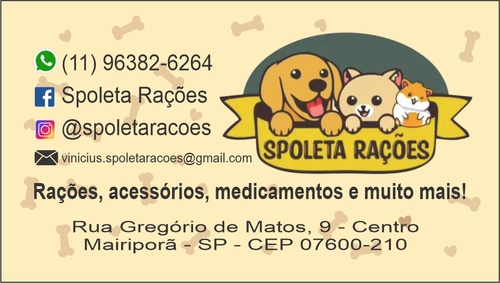 (11) 96382-6264
Spoleta Rações
@spoletaracoes
vinicius.spoletaracoes@gmail.com
SPOLETA RAÇÕES
Rações, acessórios, medicamentos e muito mais!
Rua Gregório de Matos, 9 - Centro
Mairiporã - SP - CEP 07600-210